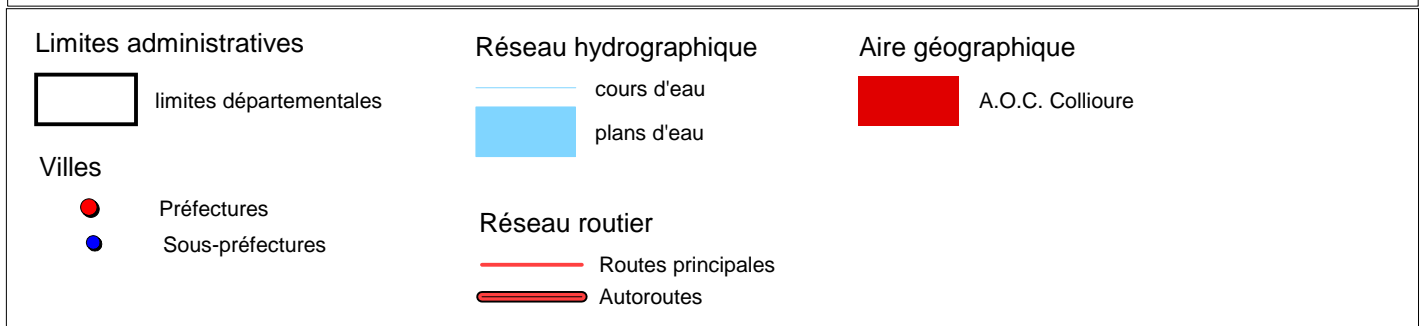 Limites administratives
limites départementales
Villes
Préfectures
Sous-préfectures
Réseau hydrographique
cours d'eau
plans d'eau
Réseau routier
Routes principales
Autoroutes
Aire géographique
A.O.C. Collioure